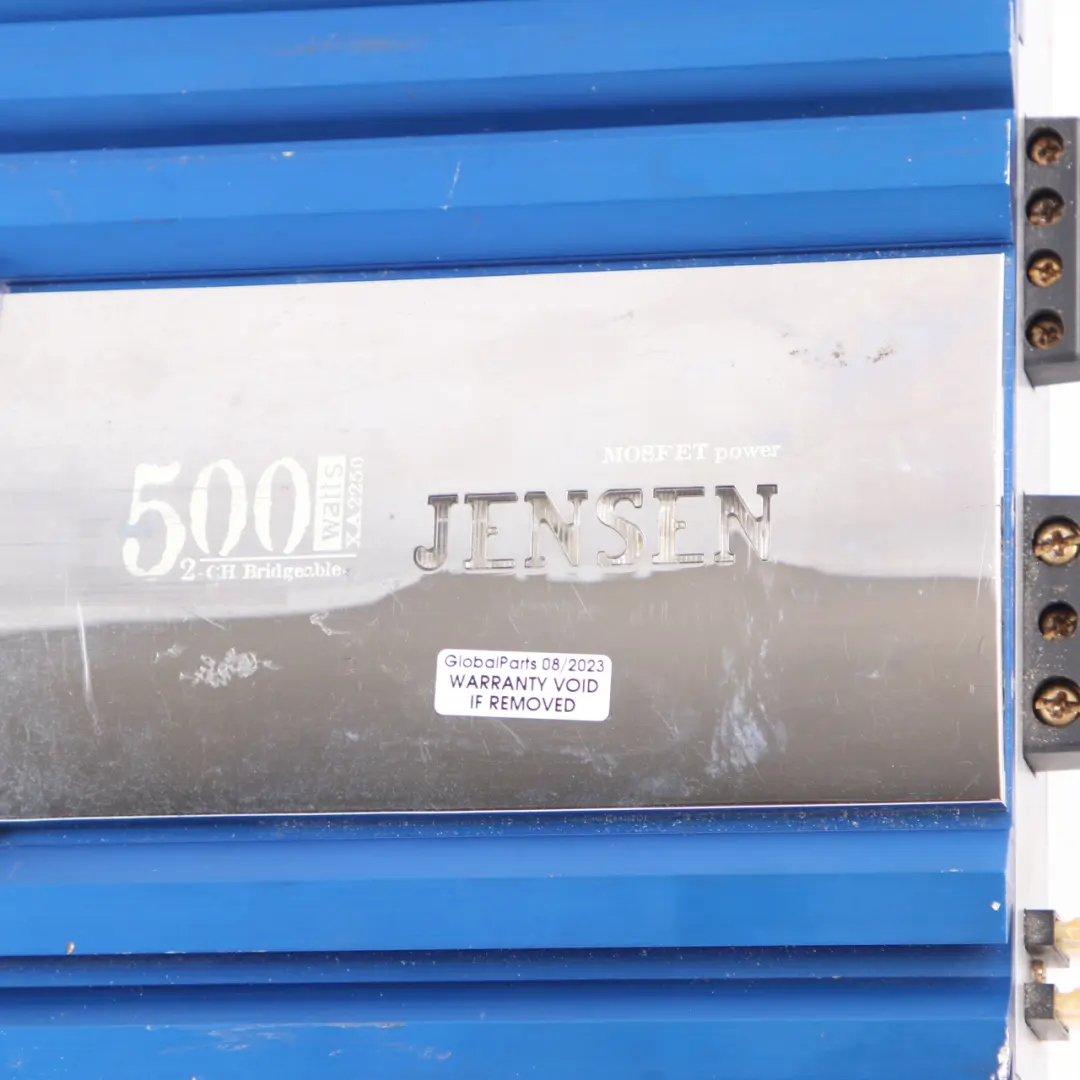 500 watts
XA2250
2-CH Bridgeable
MOSFET power
JENSEN
GlobalParts 08/2023
WARRANTY VOID
IF REMOVED